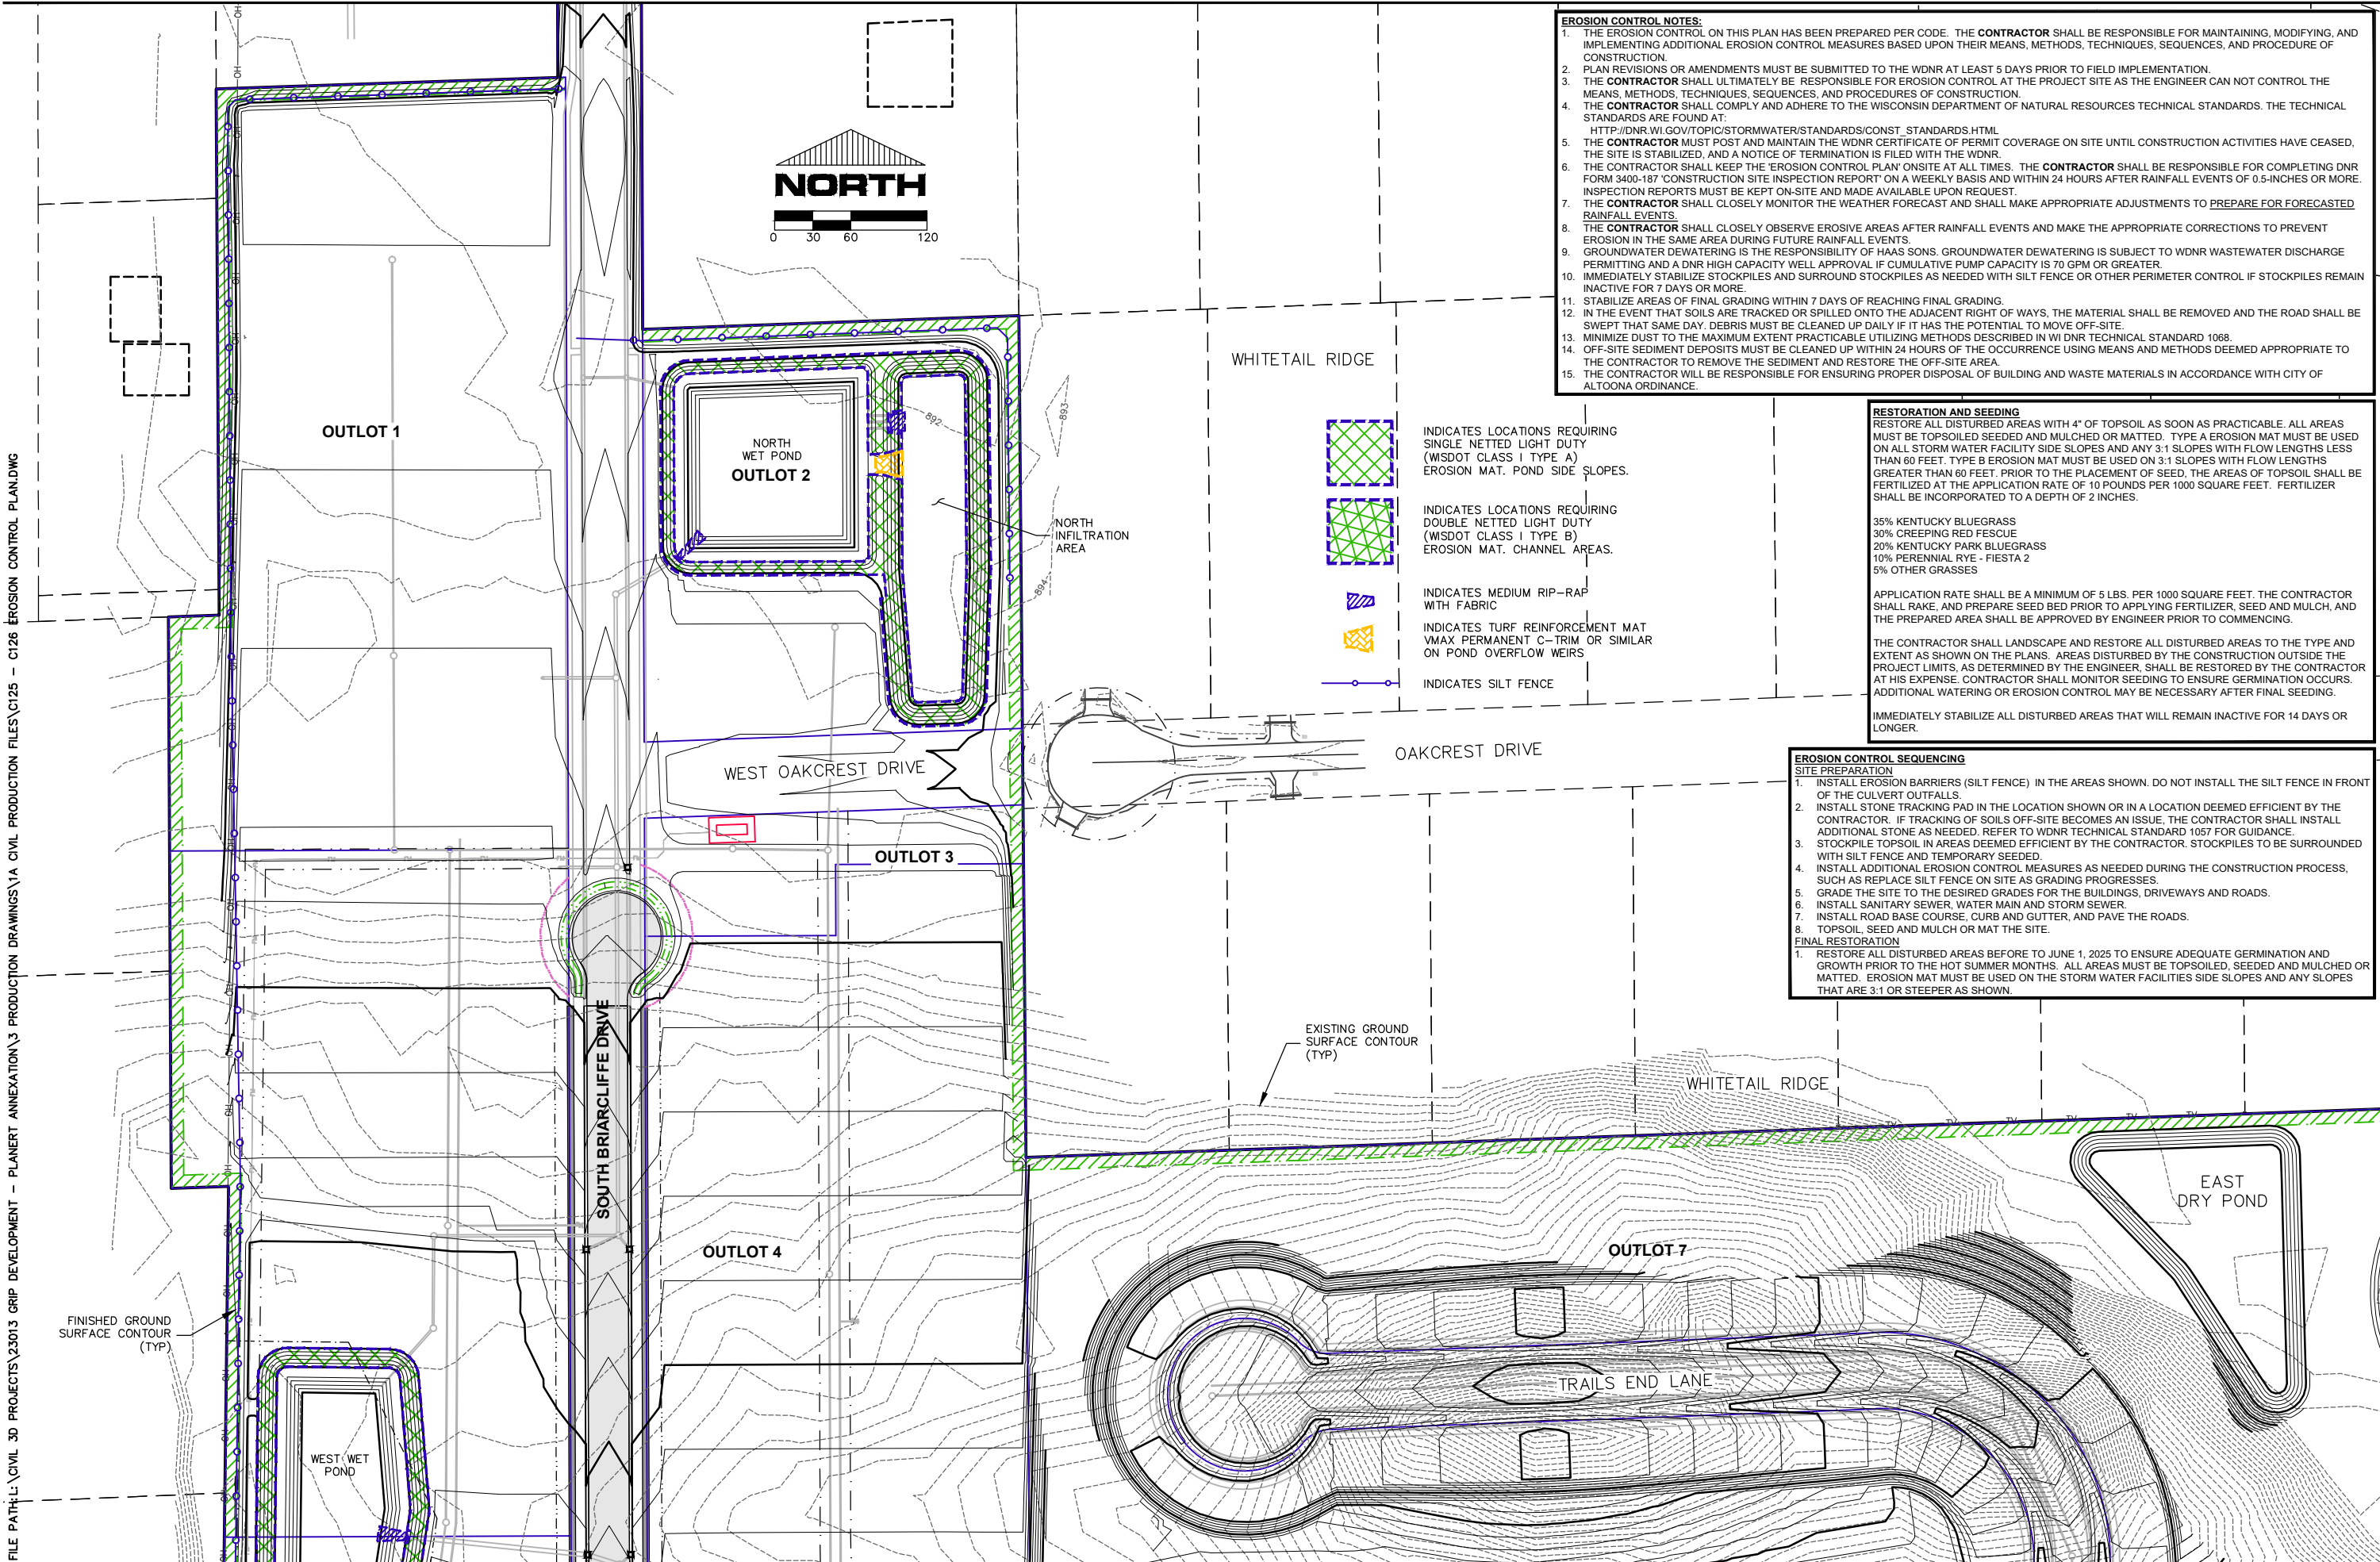 EROSION CONTROL NOTES:
1. THE EROSION CONTROL ON THIS PLAN HAS BEEN PREPARED PER CODE. THE CONTRACTOR SHALL BE RESPONSIBLE FOR MAINTAINING, MODIFYING, AND
IMPLEMENTING ADDITIONAL EROSION CONTROL MEASURES BASED UPON THEIR MEANS, METHODS, TECHNIQUES, SEQUENCES, AND PROCEDURE OF
CONSTRUCTION.
2. PLAN REVISIONS OR AMENDMENTS MUST BE SUBMITTED TO THE WDNR AT LEAST 5 DAYS PRIOR TO FIELD IMPLEMENTATION.
3. THE CONTRACTOR SHALL ULTIMATELY BE RESPONSIBLE FOR EROSION CONTROL AT THE PROJECT SITE AS THE ENGINEER CAN NOT CONTROL THE
MEANS, METHODS, TECHNIQUES, SEQUENCES, AND PROCEDURES OF CONSTRUCTION.
4. THE CONTRACTOR SHALL COMPLY AND ADHERE TO THE WISCONSIN DEPARTMENT OF NATURAL RESOURCES TECHNICAL STANDARDS. THE TECHNICAL
STANDARDS ARE FOUND AT:
HTTP://DNR.WI.GOV/TOPIC/STORMWATER/STANDARDS/CONST_STANDARDS.HTML
5. THE CONTRACTOR MUST POST AND MAINTAIN THE WDNR CERTIFICATE OF PERMIT COVERAGE ON SITE UNTIL CONSTRUCTION ACTIVITIES HAVE CEASED,
THE SITE IS STABILIZED, AND A NOTICE OF TERMINATION IS FILED WITH THE WDNR.
6. THE CONTRACTOR SHALL KEEP THE 'EROSION CONTROL PLAN' ONSITE AT ALL TIMES. THE CONTRACTOR SHALL BE RESPONSIBLE FOR COMPLETING DNR
FORM 3400-187 'CONSTRUCTION SITE INSPECTION REPORT' ON A WEEKLY BASIS AND WITHIN 24 HOURS AFTER RAINFALL EVENTS OF 0.5-INCHES OR MORE.
INSPECTION REPORTS MUST BE KEPT ON-SITE AND MADE AVAILABLE UPON REQUEST.
7. THE CONTRACTOR SHALL CLOSELY MONITOR THE WEATHER FORECAST AND SHALL MAKE APPROPRIATE ADJUSTMENTS TO PREPARE FOR FORECASTED
RAINFALL EVENTS.
8. THE CONTRACTOR SHALL CLOSELY OBSERVE EROSIVE AREAS AFTER RAINFALL EVENTS AND MAKE THE APPROPRIATE CORRECTIONS TO PREVENT
EROSION IN THE SAME AREA DURING FUTURE RAINFALL EVENTS.
9. GROUNDWATER DEWATERING IS THE RESPONSIBILITY OF HAAS SONS. GROUNDWATER DEWATERING IS SUBJECT TO WDNR WASTEWATER DISCHARGE
PERMITTING AND A DNR HIGH CAPACITY WELL APPROVAL IF CUMULATIVE PUMP CAPACITY IS 70 GPM OR GREATER.
10. IMMEDIATELY STABILIZE STOCKPILES AND SURROUND STOCKPILES AS NEEDED WITH SILT FENCE OR OTHER PERIMETER CONTROL IF STOCKPILES REMAIN
INACTIVE FOR 7 DAYS OR MORE.
11. STABILIZE AREAS OF FINAL GRADING WITHIN 7 DAYS OF REACHING FINAL GRADING.
12. IN THE EVENT THAT SOILS ARE TRACKED OR SPILLED ONTO THE ADJACENT RIGHT OF WAYS, THE MATERIAL SHALL BE REMOVED AND THE ROAD SHALL BE
SWEPT THAT SAME DAY. DEBRIS MUST BE CLEANED UP DAILY IF IT HAS THE POTENTIAL TO MOVE OFF-SITE.
13. MINIMIZE DUST TO THE MAXIMUM EXTENT PRACTICABLE UTILIZING METHODS DESCRIBED IN WI DNR TECHNICAL STANDARD 1068.
14. OFF-SITE SEDIMENT DEPOSITS MUST BE CLEANED UP WITHIN 24 HOURS OF THE OCCURRENCE USING MEANS AND METHODS DEEMED APPROPRIATE TO
THE CONTRACTOR TO REMOVE THE SEDIMENT AND RESTORE THE OFF-SITE AREA.
15. THE CONTRACTOR WILL BE RESPONSIBLE FOR ENSURING PROPER DISPOSAL OF BUILDING AND WASTE MATERIALS IN ACCORDANCE WITH CITY OF
ALTOONA ORDINANCE.
RESTORATION AND SEEDING
RESTORE ALL DISTURBED AREAS WITH 4" OF TOPSOIL AS SOON AS PRACTICABLE. ALL AREAS
MUST BE TOPSOILED SEEDED AND MULCHED OR MATTED. TYPE A EROSION MAT MUST BE USED
ON ALL STORM WATER FACILITY SIDE SLOPES AND ANY 3:1 SLOPES WITH FLOW LENGTHS LESS
THAN 60 FEET. TYPE B EROSION MAT MUST BE USED ON 3:1 SLOPES WITH FLOW LENGTHS
GREATER THAN 60 FEET. PRIOR TO THE PLACEMENT OF SEED, THE AREAS OF TOPSOIL SHALL BE
FERTILIZED AT THE APPLICATION RATE OF 10 POUNDS PER 1000 SQUARE FEET. FERTILIZER
SHALL BE INCORPORATED TO A DEPTH OF 2 INCHES.
35% KENTUCKY BLUEGRASS
30% CREEPING RED FESCUE
20% KENTUCKY PARK BLUEGRASS
10% PERENNIAL RYE - FIESTA 2
5% OTHER GRASSES
APPLICATION RATE SHALL BE A MINIMUM OF 5 LBS. PER 1000 SQUARE FEET. THE CONTRACTOR
SHALL RAKE, AND PREPARE SEED BED PRIOR TO APPLYING FERTILIZER, SEED AND MULCH, AND
THE PREPARED AREA SHALL BE APPROVED BY ENGINEER PRIOR TO COMMENCING.
THE CONTRACTOR SHALL LANDSCAPE AND RESTORE ALL DISTURBED AREAS TO THE TYPE AND
EXTENT AS SHOWN ON THE PLANS. AREAS DISTURBED BY THE CONSTRUCTION OUTSIDE THE
PROJECT LIMITS, AS DETERMINED BY THE ENGINEER, SHALL BE RESTORED BY THE CONTRACTOR
AT HIS EXPENSE. CONTRACTOR SHALL MONITOR SEEDING TO ENSURE GERMINATION OCCURS.
ADDITIONAL WATERING OR EROSION CONTROL MAY BE NECESSARY AFTER FINAL SEEDING.
IMMEDIATELY STABILIZE ALL DISTURBED AREAS THAT WILL REMAIN INACTIVE FOR 14 DAYS OR
LONGER.
EROSION CONTROL SEQUENCING
SITE PREPARATION
1. INSTALL EROSION BARRIERS (SILT FENCE) IN THE AREAS SHOWN. DO NOT INSTALL THE SILT FENCE IN FRONT
OF THE CULVERT OUTFALLS.
2. INSTALL STONE TRACKING PAD IN THE LOCATION SHOWN OR IN A LOCATION DEEMED EFFICIENT BY THE
CONTRACTOR. IF TRACKING OF SOILS OFF-SITE BECOMES AN ISSUE, THE CONTRACTOR SHALL INSTALL
ADDITIONAL STONE AS NEEDED. REFER TO WDNR TECHNICAL STANDARD 1057 FOR GUIDANCE.
3. STOCKPILE TOPSOIL IN AREAS DEEMED EFFICIENT BY THE CONTRACTOR. STOCKPILES TO BE SURROUNDED
WITH SILT FENCE AND TEMPORARY SEEDED.
4. INSTALL ADDITIONAL EROSION CONTROL MEASURES AS NEEDED DURING THE CONSTRUCTION PROCESS,
SUCH AS REPLACE SILT FENCE ON SITE AS GRADING PROGRESSES.
5. GRADE THE SITE TO THE DESIRED GRADES FOR THE BUILDINGS, DRIVEWAYS AND ROADS.
6. INSTALL SANITARY SEWER, WATER MAIN AND STORM SEWER.
7. INSTALL ROAD BASE COURSE, CURB AND GUTTER, AND PAVE THE ROADS.
8. TOPSOIL, SEED AND MULCH OR MAT THE SITE.
FINAL RESTORATION
1. RESTORE ALL DISTURBED AREAS BEFORE TO JUNE 1, 2025 TO ENSURE ADEQUATE GERMINATION AND
GROWTH PRIOR TO THE HOT SUMMER MONTHS. ALL AREAS MUST BE TOPSOILED, SEEDED AND MULCHED OR
MATTED. EROSION MAT MUST BE USED ON THE STORM WATER FACILITIES SIDE SLOPES AND ANY SLOPES
THAT ARE 3:1 OR STEEPER AS SHOWN.
NORTH
0 30 60 120
WHITETAIL RIDGE
INDICATES LOCATIONS REQUIRING
SINGLE NETTED LIGHT DUTY
(WISDOT CLASS I TYPE A)
EROSION MAT. POND SIDE SLOPES.
INDICATES LOCATIONS REQUIRING
DOUBLE NETTED LIGHT DUTY
(WISDOT CLASS I TYPE B)
EROSION MAT. CHANNEL AREAS.
INDICATES MEDIUM RIP-RAP
WITH FABRIC
INDICATES TURF REINFORCEMENT MAT
VMAX PERMANENT C-TRIM OR SIMILAR
ON POND OVERFLOW WEIRS
INDICATES SILT FENCE
OUTLOT 1
NORTH
WET POND
OUTLOT 2
892
893
894
NORTH
INFILTRATION
AREA
WEST OAKCREST DRIVE
OAKCREST DRIVE
OUTLOT 3
SOUTH BRIARCLIFFE DRIVE
EXISTING GROUND
SURFACE CONTOUR
(TYP)
WHITETAIL RIDGE
TV TV TV TV
EAST
DRY POND
OUTLOT 4
OUTLOT 7
TRAILS END LANE
FINISHED GROUND
SURFACE CONTOUR
(TYP)
WEST WET
POND
FILE PATH:L:\CIVIL 3D PROJECTS\23013 GRIP DEVELOPMENT - PLANERT ANNEXATION\3 PRODUCTION DRAWINGS\1A CIVIL PRODUCTION FILES\C125 - C126 EROSION CONTROL PLAN.DWG